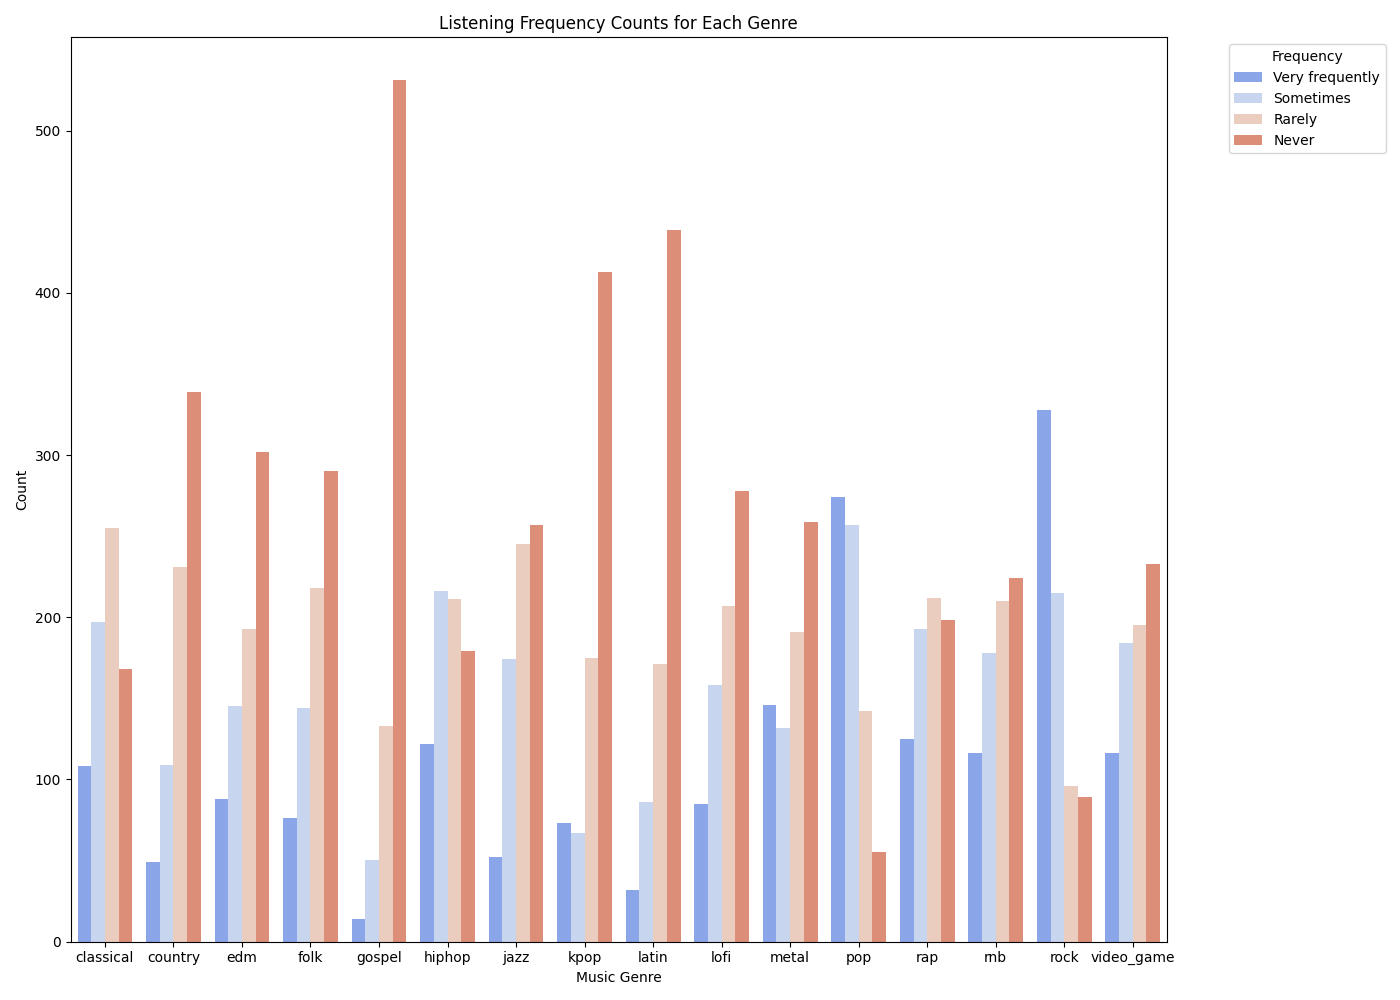 Listening Frequency Counts for Each Genre
Frequency
Very frequently
Sometimes
Rarely
Never
500
400
300
200
100
0
Count
classical country edm folk gospel hiphop jazz kpop latin lofi metal pop rap rnb rock video_game
Music Genre